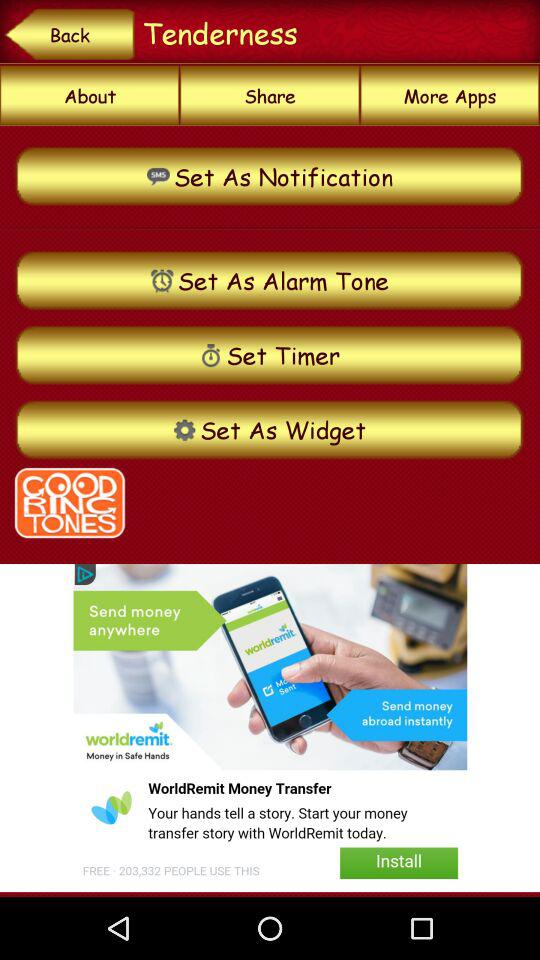 Back
Tenderness
About
Share
More Apps
SMS Set As Notification
Set As Alarm Tone
Set Timer
Set As Widget
GOOD
RING
TONES
Send money
anywhere
worldremit
Money
Sent
Send money
abroad instantly
worldremit
Money in Safe Hands
WorldRemit Money Transfer
Your hands tell a story. Start your money
transfer story with WorldRemit today.
FREE · 203,332 PEOPLE USE THIS
Install